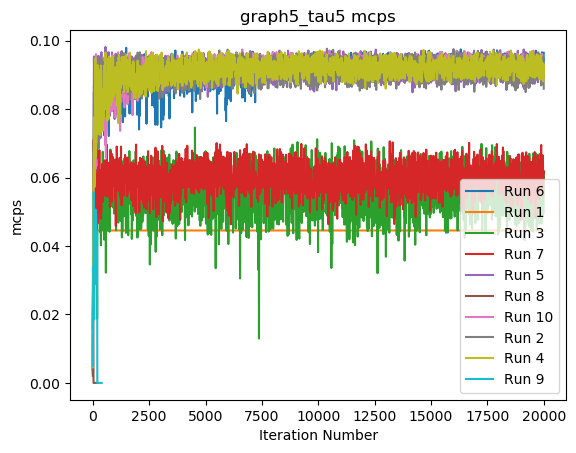 graph5_tau5 mcps
0.10
0.08
0.06
0.04
0.02
0.00
mcps
0
2500
5000
7500
10000
12500
15000
17500
20000
Iteration Number
Run 6
Run 1
Run 3
Run 7
Run 5
Run 8
Run 10
Run 2
Run 4
Run 9